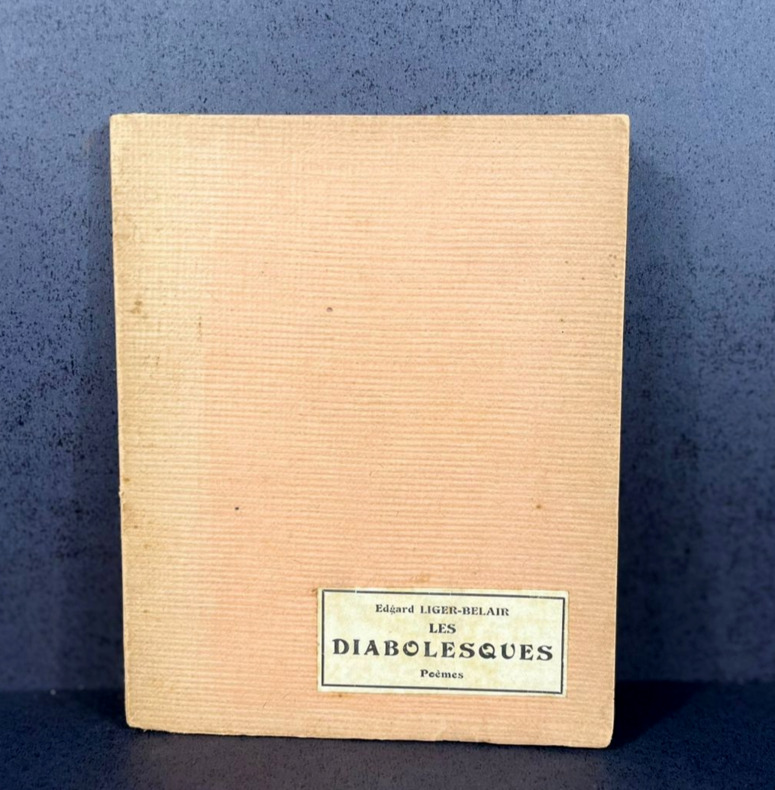 Edgard LIGER-BELAIR
LES
DIABOLESQUES
Poèmes